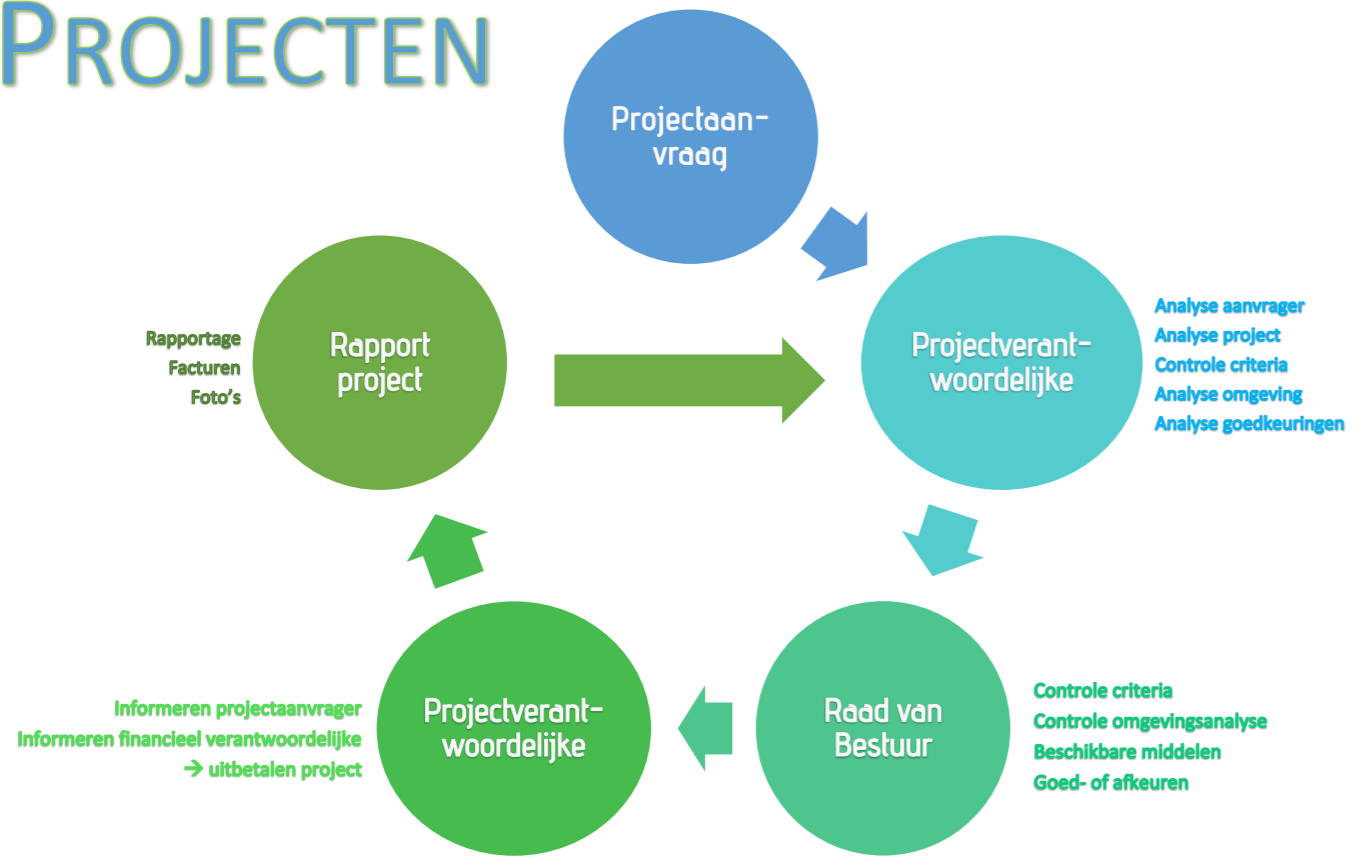 PROJECTEN
Projectaan-
vraag
Projectverant-
woordelijke
Analyse aanvrager
Analyse project
Controle criteria
Analyse omgeving
Analyse goedkeuringen
Raad van
Bestuur
Controle criteria
Controle omgevingsanalyse
Beschikbare middelen
Goed- of afkeuren
Projectverant-
woordelijke
Informeren projectaanvrager
Informeren financieel verantwoordelijke
→ uitbetalen project
Rapport
project
Rapportage
Facturen
Foto's